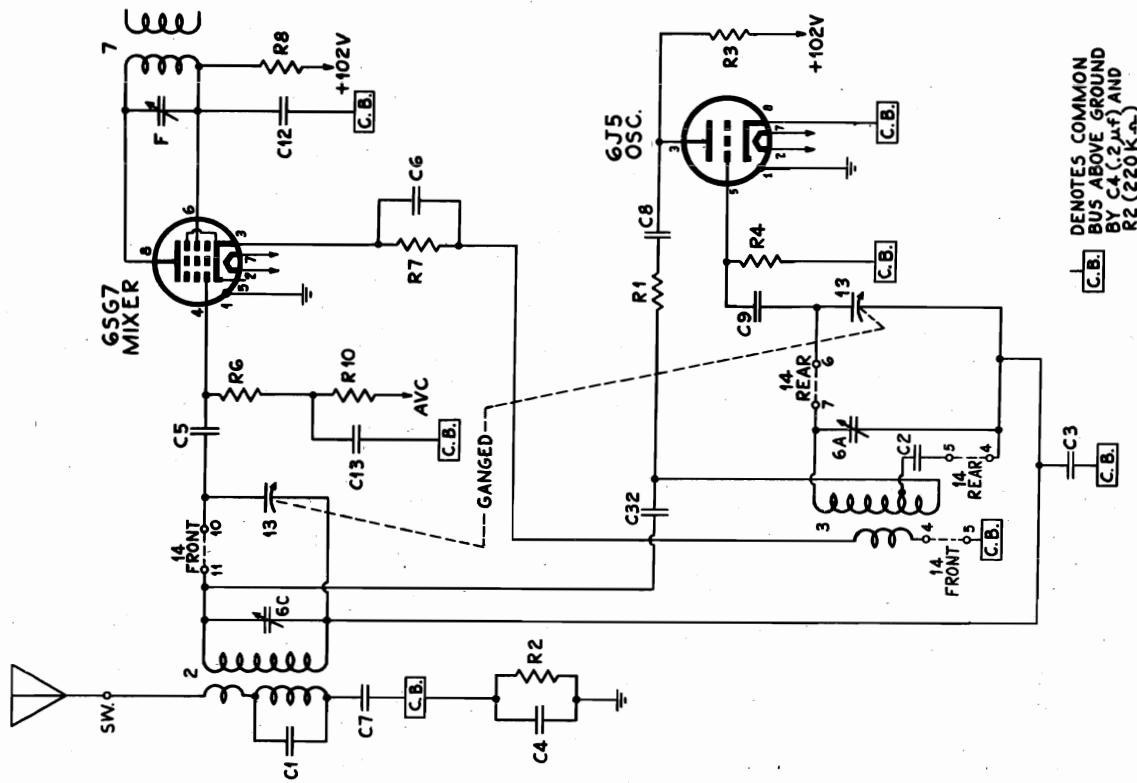 7
R8
+102V
F
C12
C.B.
6SG7
MIXER
8
6
3
7
2
5
1
4
C6
R7
R3
+102V
6J5
OSC.
3
8
7
2
1
5
C.B.
C8
R1
R4
C.B.
C9
13
C5
R6
R10
AVC
C13
C.B.
GANGED
13
10
11
14
FRONT
6C
2
SW.
C1
C7
C.B.
R2
C4
C32
14
REAR
6
7
6A
C2
5
4
14
REAR
3
4
5
14
FRONT
C.B.
C3
C.B.
C.B.
DENOTES COMMON
BUS ABOVE GROUND
BY C4(.2µf) AND
R2 (220KΩ)